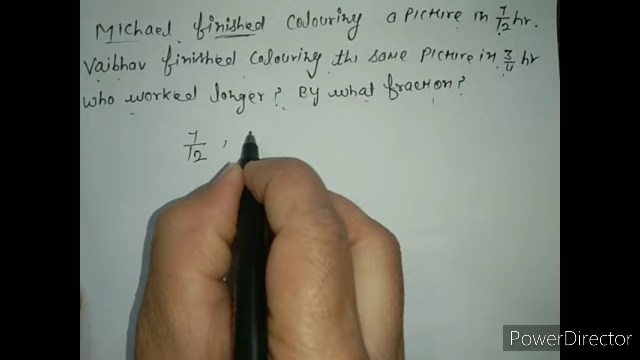 Michael finished Colouring a Picture in 7/12 hr.
Vaibhav finished Colouring the same Picture in 3/4 hr
who worked longer? By what fraction?
7/12 ,
PowerDirector